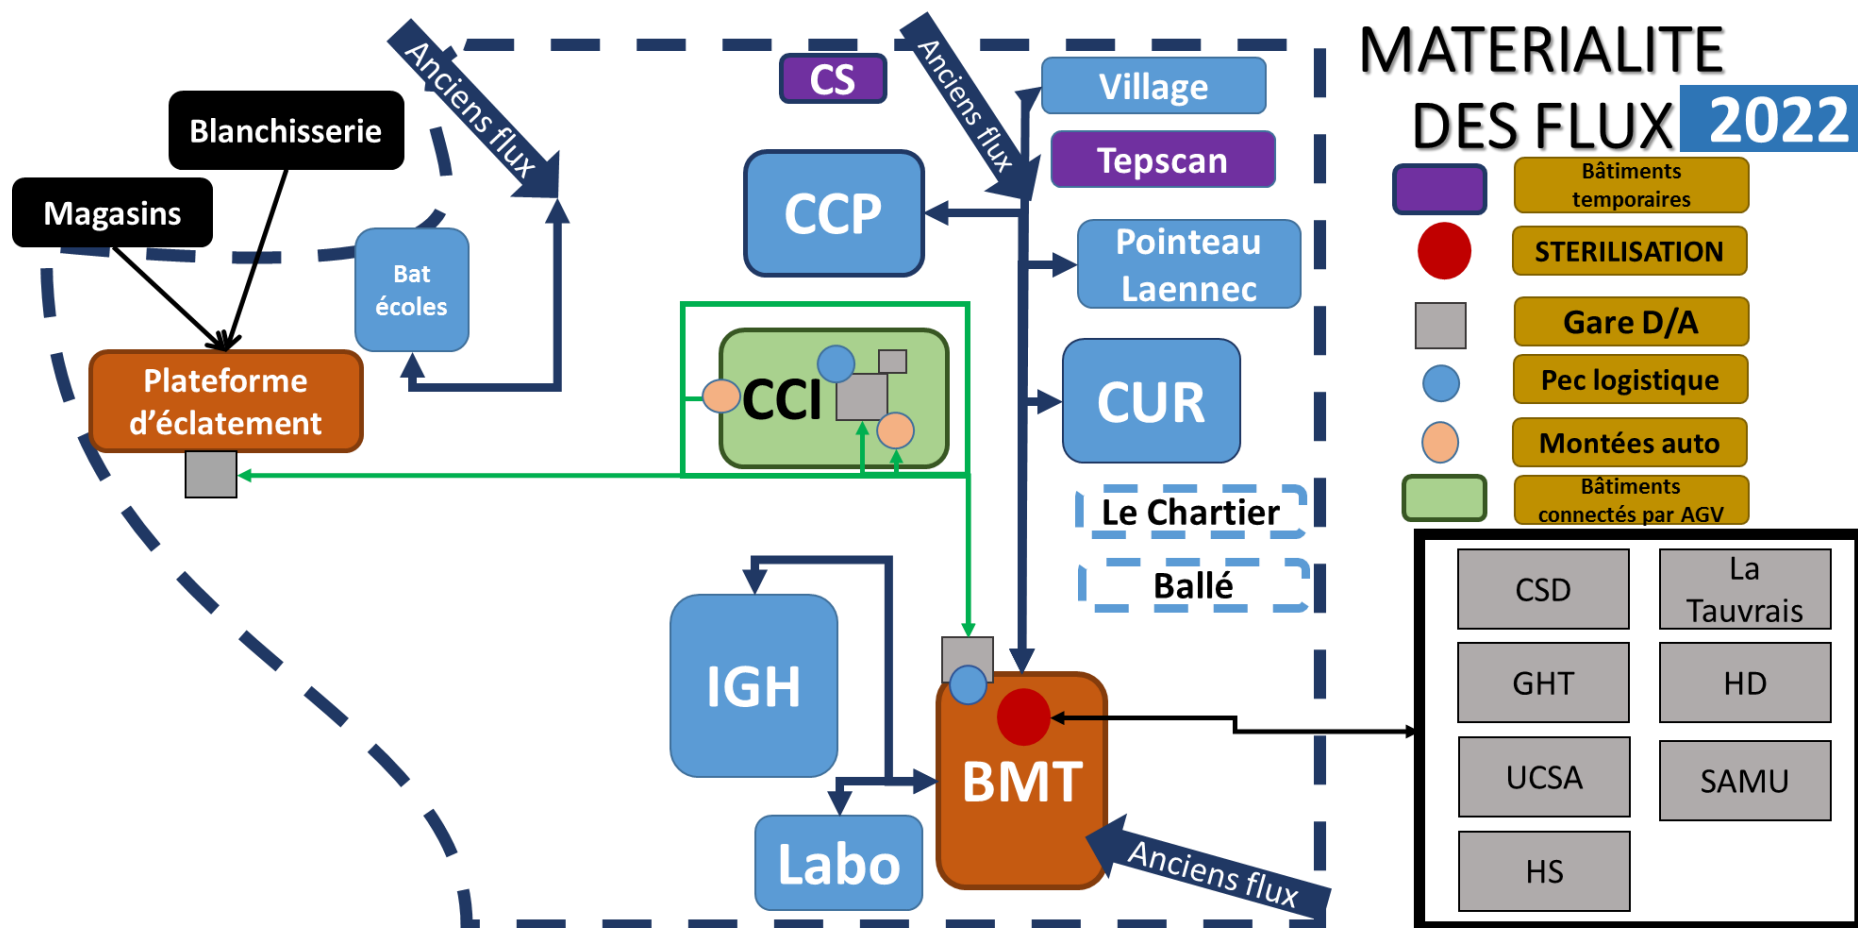 MATERIALITE
DES FLUX 2022
Anciens flux
Anciens flux
CS
Village
Blanchisserie
Tepscan
Magasins
CCP
Pointeau
Laennec
Bat
écoles
Plateforme
d'éclatement
CCI
CUR
Le Chartier
Ballé
IGH
BMT
Labo
Anciens flux
Bâtiments
temporaires
STERILISATION
Gare D/A
Pec logistique
Montées auto
Bâtiments
connectés par AGV
CSD
La
Tauvrais
GHT
HD
UCSA
SAMU
HS